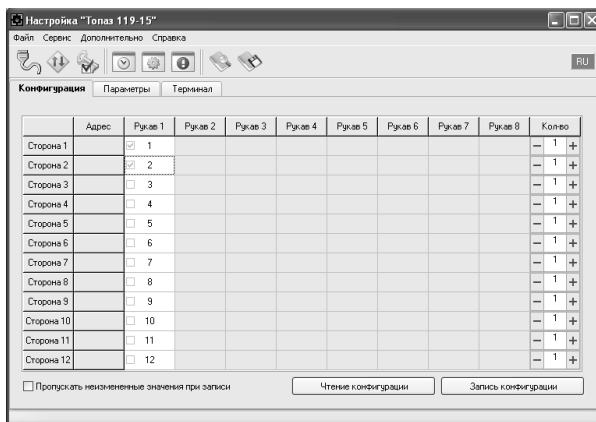 Настройка "Топаз 119-15"
Файл Сервис Дополнительно Справка
RU
Конфигурация Параметры Терминал
Адрес Рукав 1 Рукав 2 Рукав 3 Рукав 4 Рукав 5 Рукав 6 Рукав 7 Рукав 8 Кол-во
Сторона 1 1 − 1 +
Сторона 2 2 − 1 +
Сторона 3 3 − 1 +
Сторона 4 4 − 1 +
Сторона 5 5 − 1 +
Сторона 6 6 − 1 +
Сторона 7 7 − 1 +
Сторона 8 8 − 1 +
Сторона 9 9 − 1 +
Сторона 10 10 − 1 +
Сторона 11 11 − 1 +
Сторона 12 12 − 1 +
Пропускать неизмененные значения при записи Чтение конфигурации Запись конфигурации